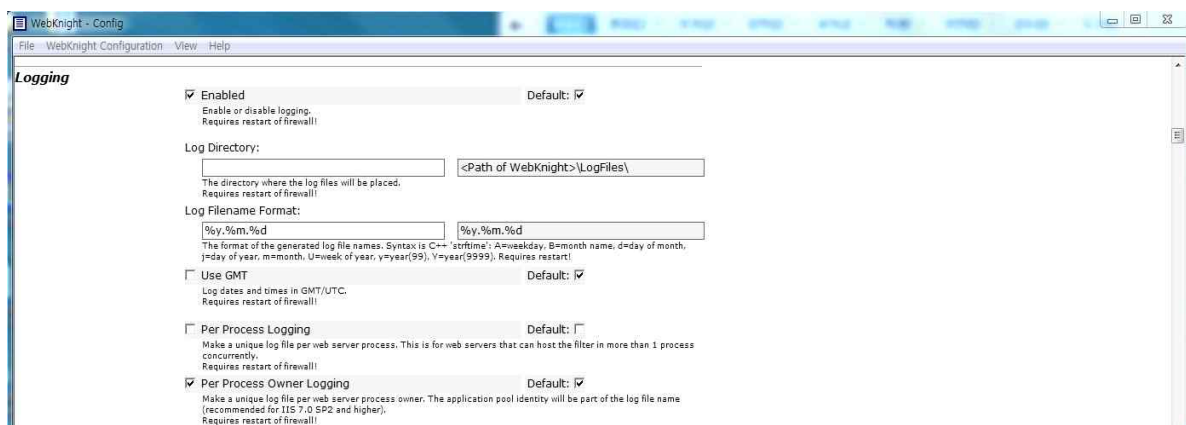 WebKnight - Config
File WebKnight Configuration View Help
Logging
Enabled Default:
Enable or disable logging.
Requires restart of firewall!
Log Directory:
<Path of WebKnight>\LogFiles\
The directory where the log files will be placed.
Requires restart of firewall!
Log Filename Format:
%y.%m.%d %y.%m.%d
The format of the generated log file names. Syntax is C++ 'strftime': A=weekday, B=month name, d=day of month,
j=day of year, m=month, U=week of year, y=year(99), Y=year(9999). Requires restart!
Use GMT Default:
Log dates and times in GMT/UTC.
Requires restart of firewall!
Per Process Logging Default:
Make a unique log file per web server process. This is for web servers that can host the filter in more than 1 process
concurrently.
Requires restart of firewall!
Per Process Owner Logging Default:
Make a unique log file per web server process owner. The application pool identity will be part of the log file name
(recommended for IIS 7.0 SP2 and higher).
Requires restart of firewall!